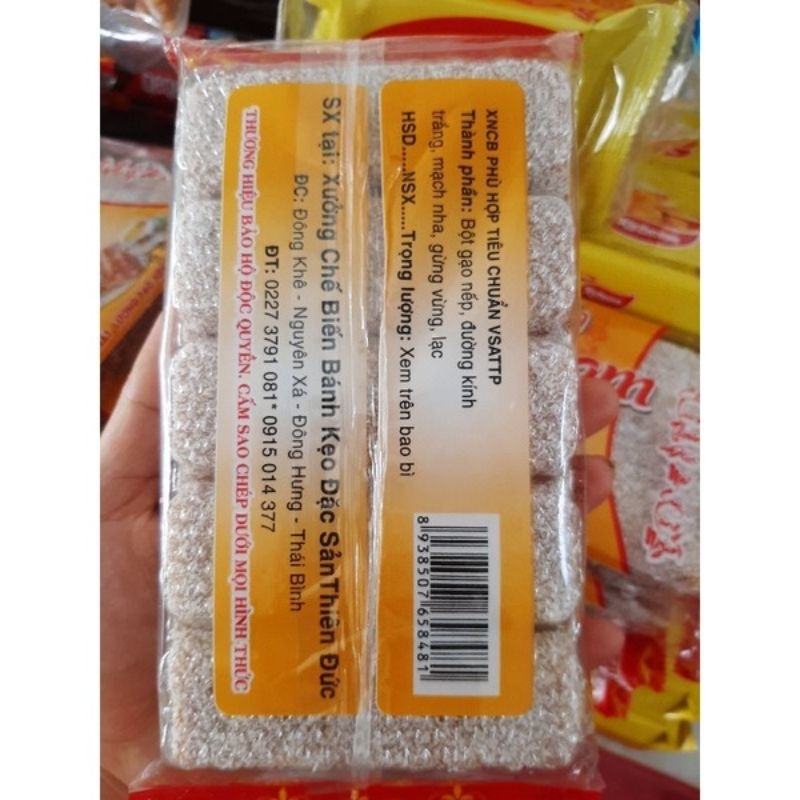 XNCB PHÙ HỢP TIÊU CHUẨN VSATTP
Thành phần: Bột gạo nếp, đường kính
trắng, mạch nha, gừng vừng, lạc
HSD.....NSX.....Trọng lượng: Xem trên bao bì
8938507658481
SX tại: Xưởng Chế Biến Bánh Kẹo Đặc SảnThiên Đức
ĐC: Đông Khê - Nguyên Xá - Đông Hưng - Thái Bình
ĐT: 0227 3791 081* 0915 014 377
THƯƠNG HIỆU BẢO HỘ ĐỘC QUYỀN. CẤM SAO CHÉP DƯỚI MỌI HÌNH THỨC